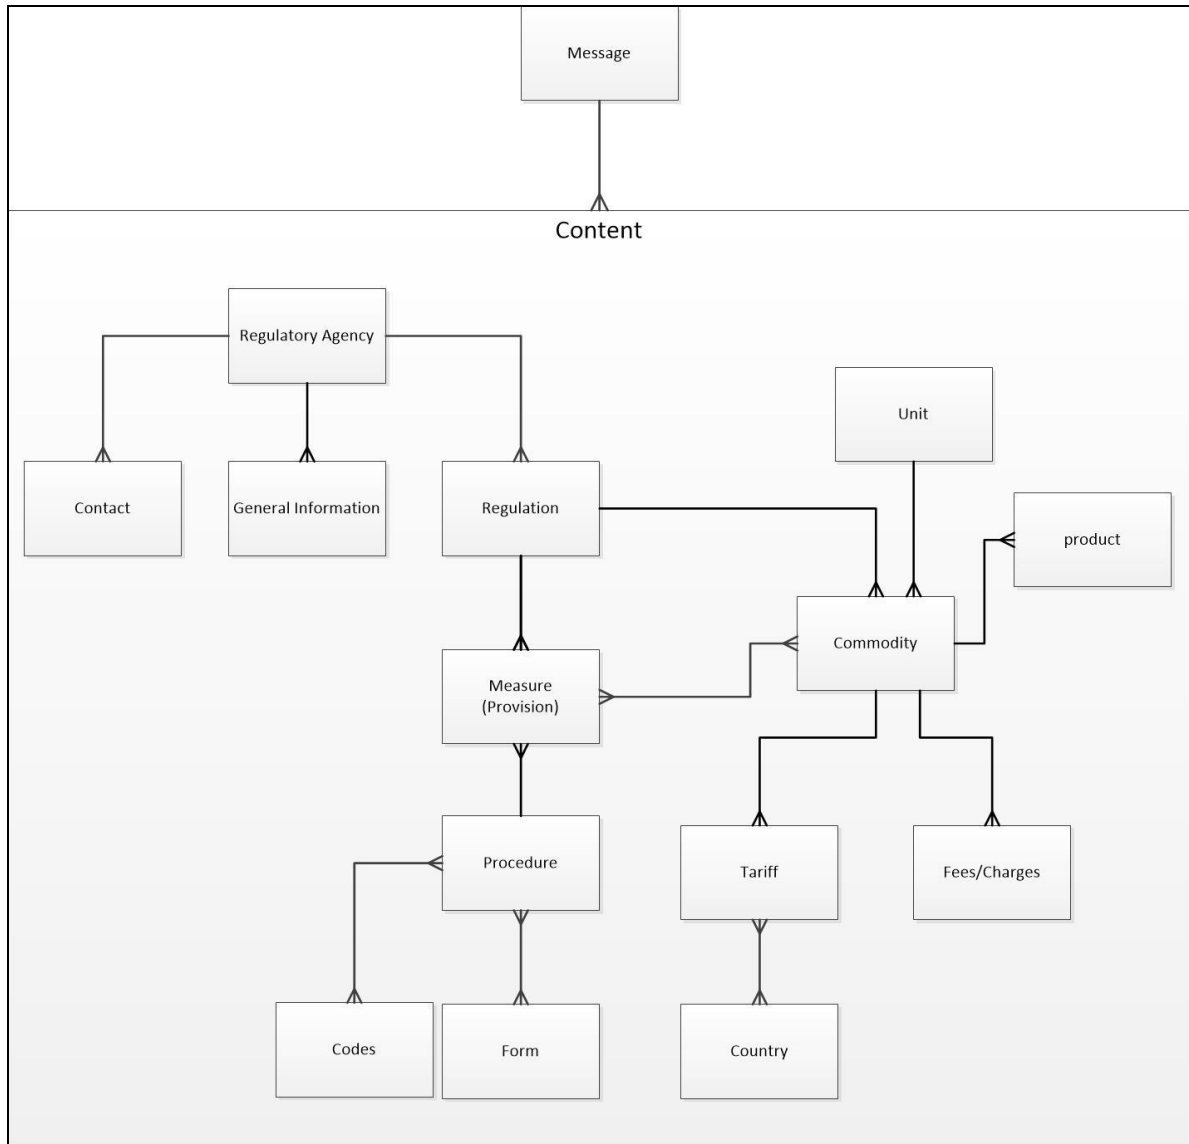 Message
Content
Regulatory Agency
Unit
Contact
General Information
Regulation
product
Commodity
Measure
(Provision)
Procedure
Tariff
Fees/Charges
Codes
Form
Country